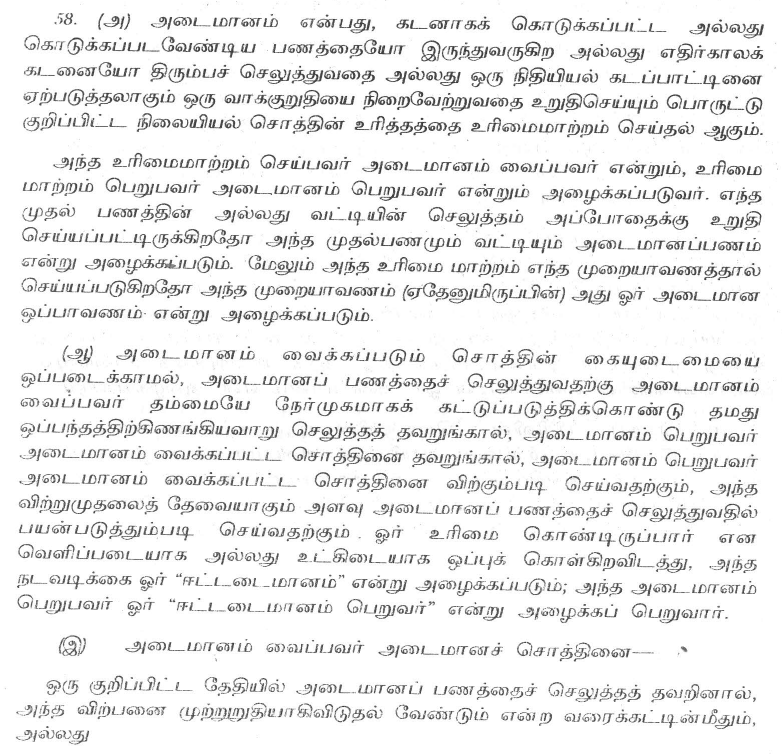 58. (அ) அடைமானம் என்பது, கடனாகக் கொடுக்கப்பட்ட அல்லது
கொடுக்கப்படவேண்டிய பணத்தையோ இருந்துவருகிற அல்லது எதிர்காலக்
கடனையோ திரும்பச் செலுத்துவதை அல்லது ஒரு நிதியியல் கடப்பாட்டினை
ஏற்படுத்தலாகும் ஒரு வாக்குறுதியை நிறைவேற்றுவதை உறுதிசெய்யும் பொருட்டு
குறிப்பிட்ட நிலையியல் சொத்தின் உரித்தத்தை உரிமைமாற்றம் செய்தல் ஆகும்.
அந்த உரிமைமாற்றம் செய்பவர் அடைமானம் வைப்பவர் என்றும், உரிமை
மாற்றம் பெறுபவர் அடைமானம் பெறுபவர் என்றும் அழைக்கப்படுவர். எந்த
முதல் பணத்தின் அல்லது வட்டியின் செலுத்தம் அப்போதைக்கு உறுதி
செய்யப்பட்டிருக்கிறதோ அந்த முதல்பணமும் வட்டியும் அடைமானப்பணம்
என்று அழைக்கப்படும். மேலும் அந்த உரிமை மாற்றம் எந்த முறையாவணத்தால்
செய்யப்படுகிறதோ அந்த முறையாவணம் (ஏதேனுமிருப்பின்) அது ஓர் அடைமான
ஒப்பாவணம் என்று அழைக்கப்படும்.
(ஆ) அடைமானம் வைக்கப்படும் சொத்தின் கையுடைமையை
ஒப்படைக்காமல், அடைமானப் பணத்தைச் செலுத்துவதற்கு அடைமானம்
வைப்பவர் தம்மையே நேர்முகமாகக் கட்டுப்படுத்திக்கொண்டு தமது
ஒப்பந்தத்திற்கிணங்கியவாறு செலுத்தத் தவறுங்கால், அடைமானம் பெறுபவர்
அடைமானம் வைக்கப்பட்ட சொத்தினை தவறுங்கால், அடைமானம் பெறுபவர்
அடைமானம் வைக்கப்பட்ட சொத்தினை விற்கும்படி செய்வதற்கும், அந்த
விற்றுமுதலைத் தேவையாகும் அளவு அடைமானப் பணத்தைச் செலுத்துவதில்
பயன்படுத்தும்படி செய்வதற்கும் ஓர் உரிமை கொண்டிருப்பார் என
வெளிப்படையாக அல்லது உட்கிடையாக ஒப்புக் கொள்கிறவிடத்து, அந்த
நடவடிக்கை ஓர் “ஈட்டடைமானம்” என்று அழைக்கப்படும்; அந்த அடைமானம்
பெறுபவர் ஓர் “ஈட்டடைமானம் பெறுவர்” என்று அழைக்கப் பெறுவார்.
(இ) அடைமானம் வைப்பவர் அடைமானச் சொத்தினை—
ஒரு குறிப்பிட்ட தேதியில் அடைமானப் பணத்தைச் செலுத்தத் தவறினால்,
அந்த விற்பனை முற்றுறுதியாகிவிடுதல் வேண்டும் என்ற வரைக்கட்டின்மீதும்,
அல்லது